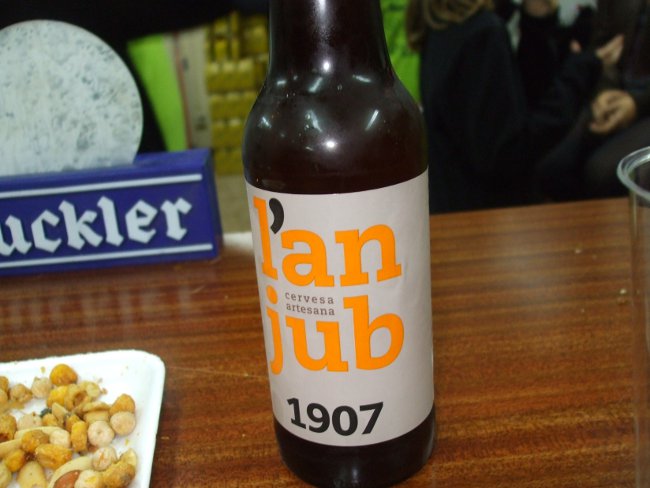 uckler
l'an
cervesa
artesana
jub
1907